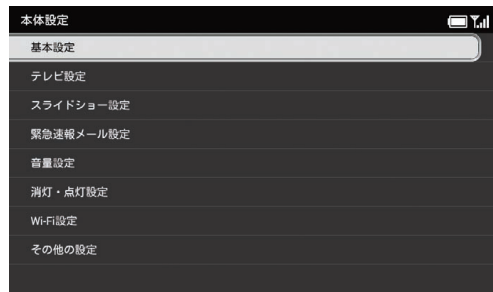 本体設定
基本設定
テレビ設定
スライドショー設定
緊急速報メール設定
音量設定
消灯・点灯設定
Wi-Fi設定
その他の設定